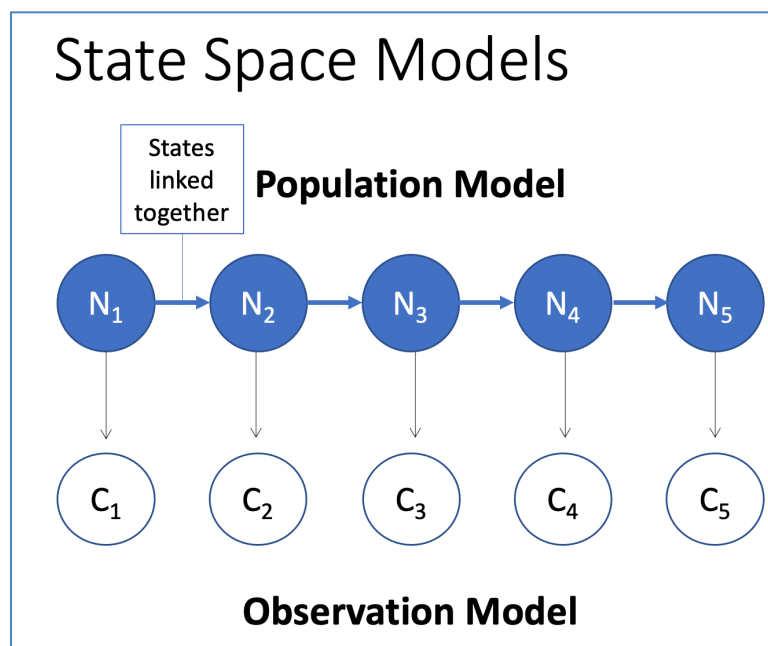 State Space Models
States
linked
together
Population Model
N₁ N₂ N₃ N₄ N₅
C₁ C₂ C₃ C₄ C₅
Observation Model